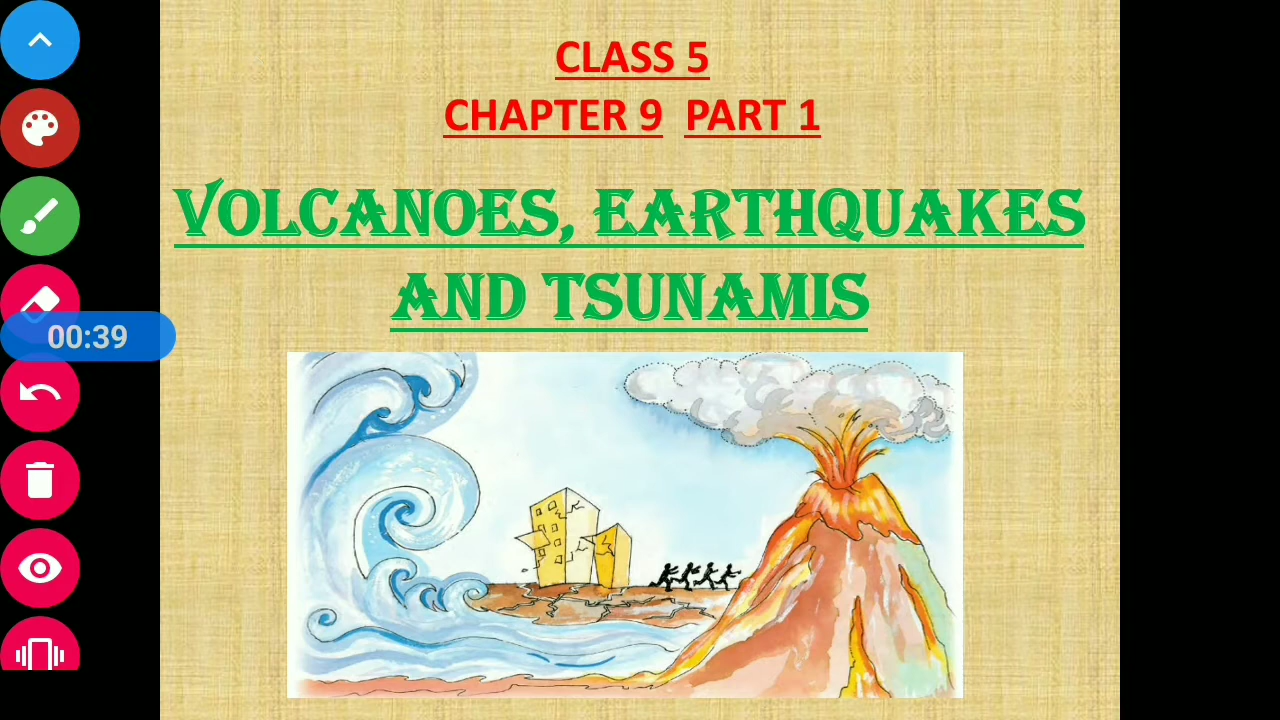 CLASS 5
CHAPTER 9 PART 1
VOLCANOES, EARTHQUAKES
AND TSUNAMIS
00:39